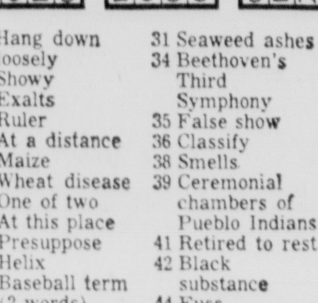 Hang down
loosely
Showy
Exalts
Ruler
At a distance
Maize
Wheat disease
One of two
At this place
Presuppose
Helix
Baseball term
(2 words)
31 Seaweed ashes
34 Beethoven's
Third
Symphony
35 False show
36 Classify
38 Smells
39 Ceremonial
chambers of
Pueblo Indians
41 Retired to rest
42 Black
substance
44 Fuss